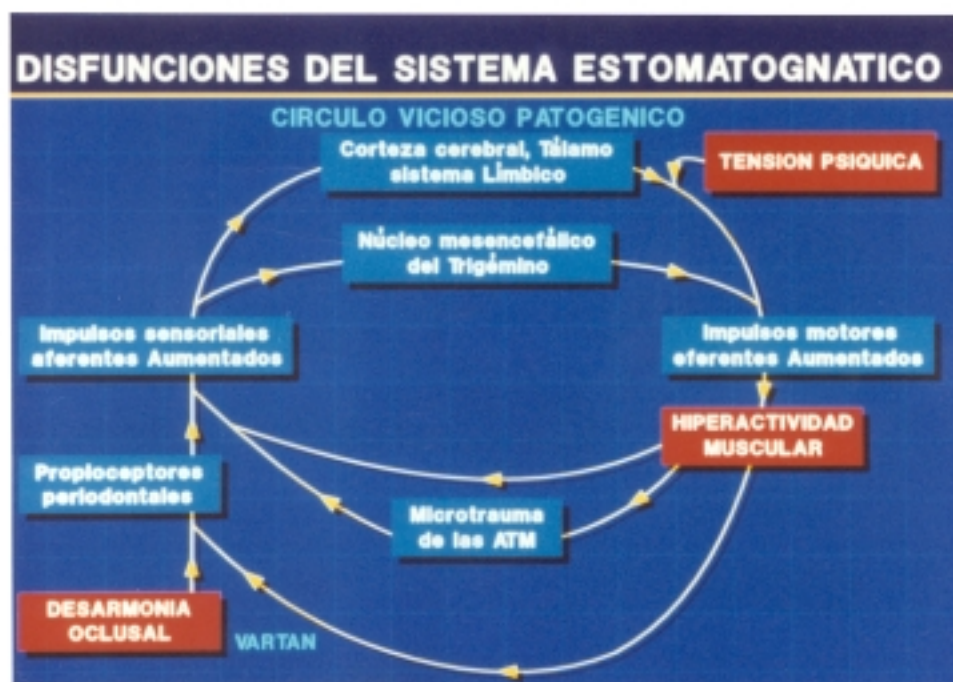 DISFUNCIONES DEL SISTEMA ESTOMATOGNATICO
CIRCULO VICIOSO PATOGENICO
Corteza cerebral, Tálamo
sistema Límbico
TENSION PSIQUICA
Núcleo mesencefálico
del Trigémino
Impulsos sensoriales
aferentes Aumentados
Impulsos motores
eferentes Aumentados
HIPERACTIVIDAD
MUSCULAR
Propioceptores
periodontales
Microtrauma
de las ATM
DESARMONIA
OCLUSAL
VARTAN